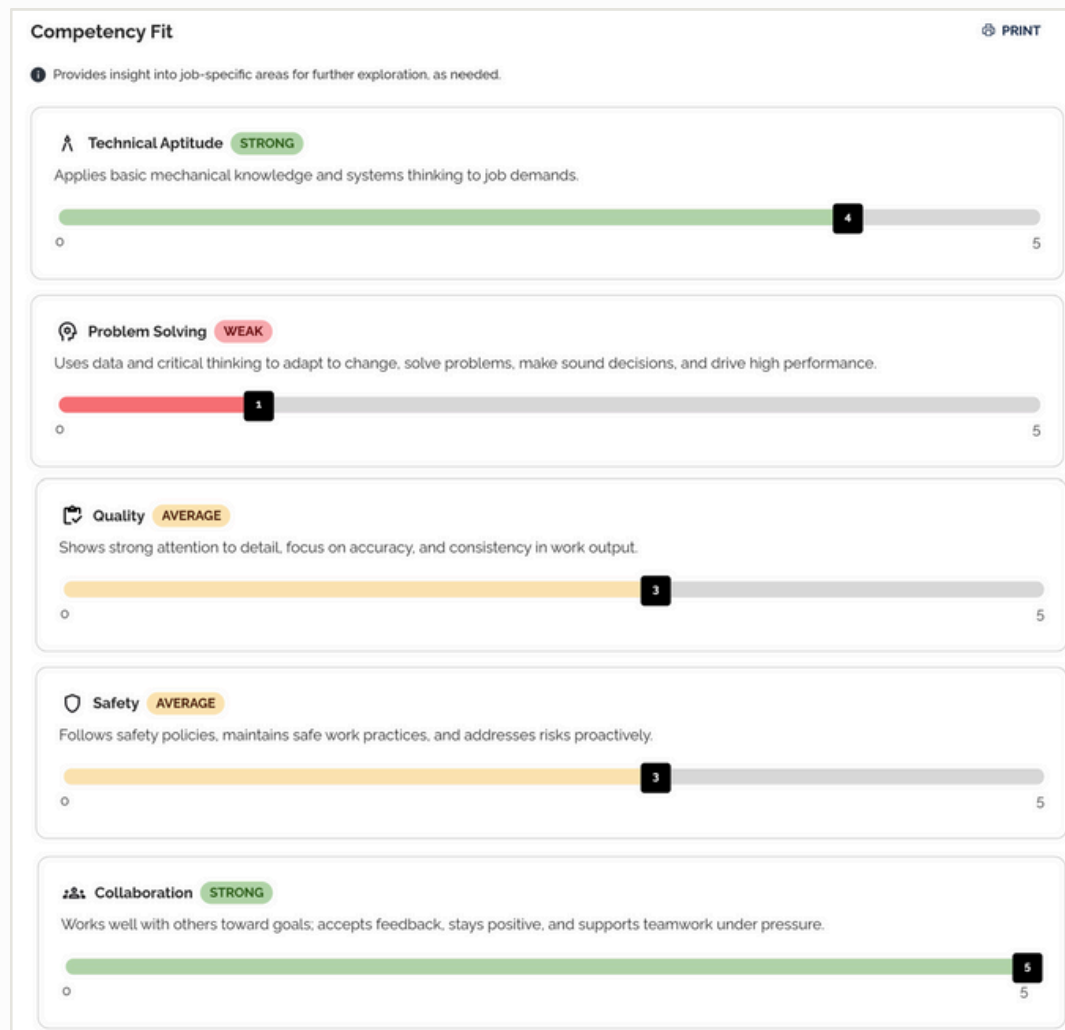 Competency Fit
PRINT
Provides insight into job-specific areas for further exploration, as needed.
Technical Aptitude STRONG
Applies basic mechanical knowledge and systems thinking to job demands.
4
0 5
Problem Solving WEAK
Uses data and critical thinking to adapt to change, solve problems, make sound decisions, and drive high performance.
1
0 5
Quality AVERAGE
Shows strong attention to detail, focus on accuracy, and consistency in work output.
3
0 5
Safety AVERAGE
Follows safety policies, maintains safe work practices, and addresses risks proactively.
3
0 5
Collaboration STRONG
Works well with others toward goals; accepts feedback, stays positive, and supports teamwork under pressure.
5
0 5